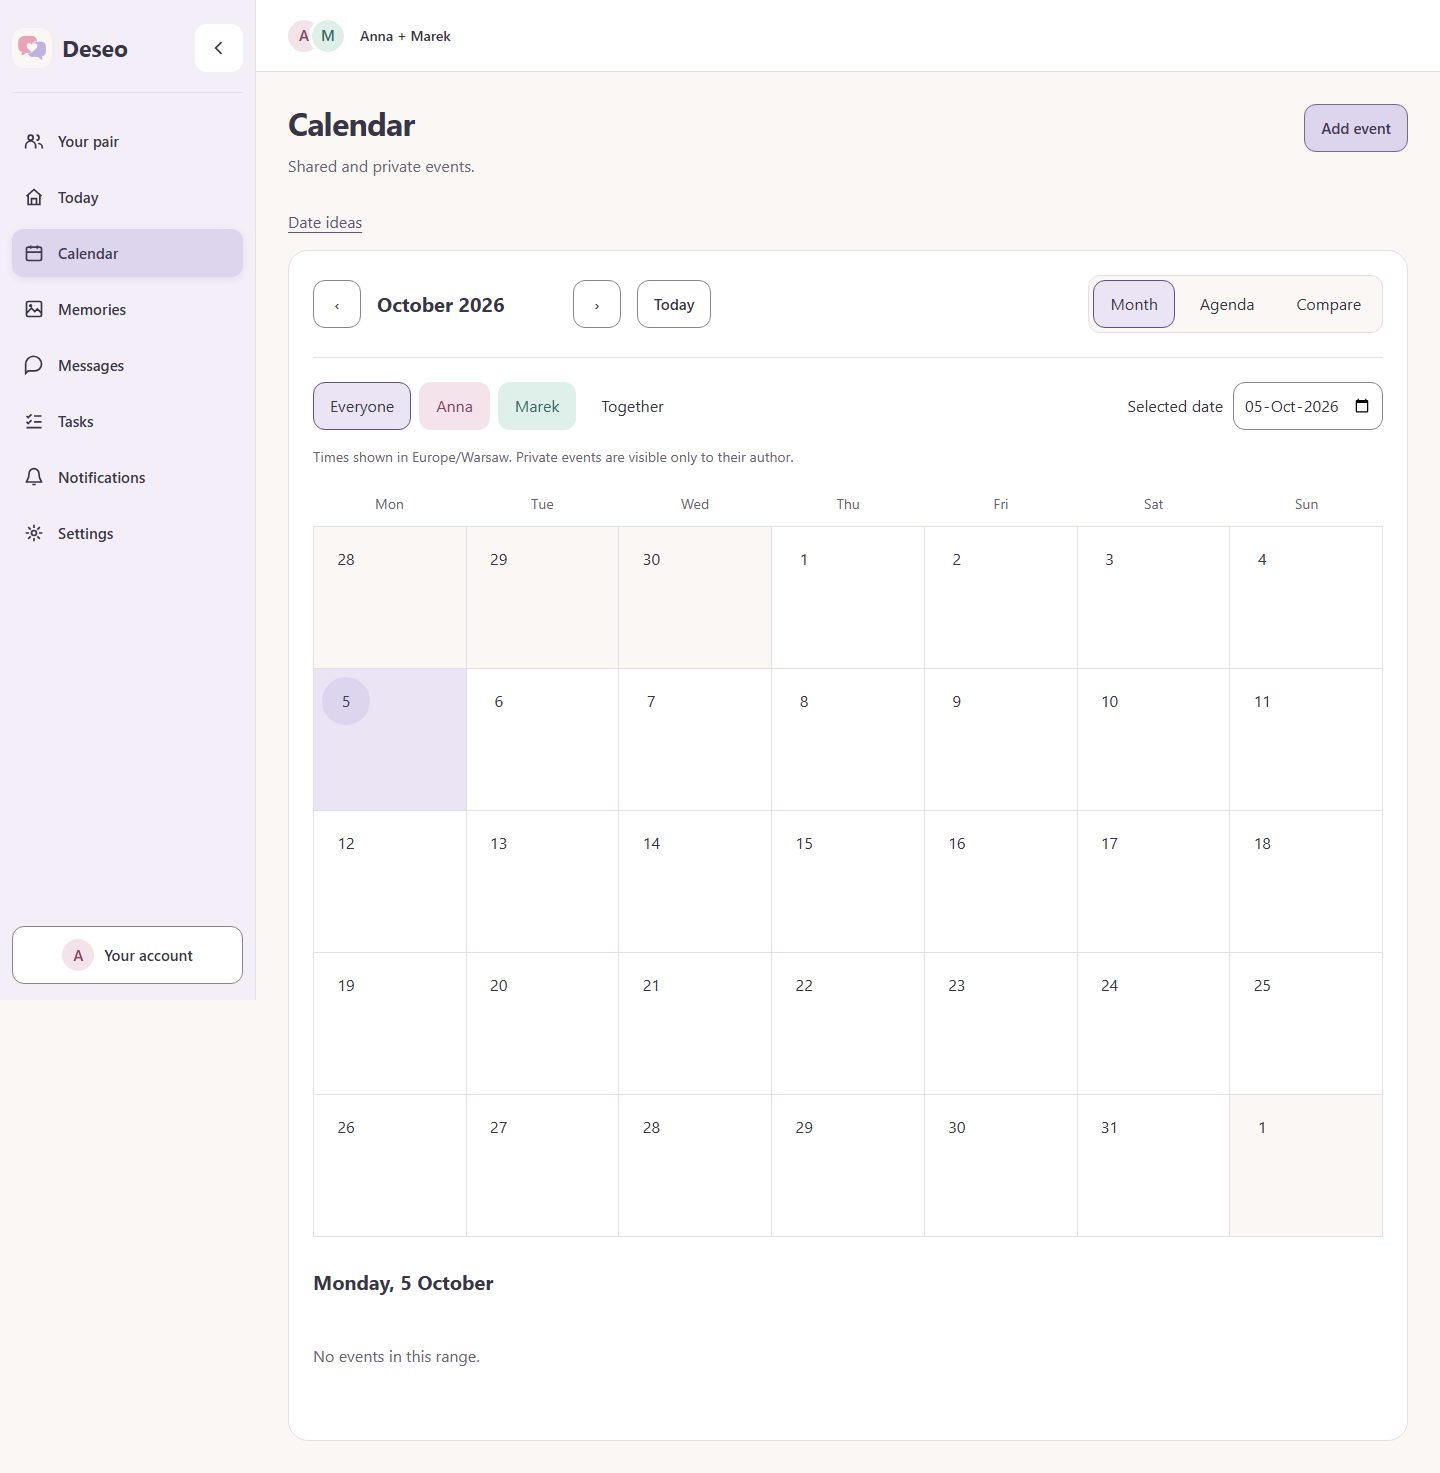 Deseo
Your pair
Today
Calendar
Memories
Messages
Tasks
Notifications
Settings
A Your account
A M Anna + Marek
Calendar
Add event
Shared and private events.
Date ideas
‹ October 2026 › Today Month Agenda Compare
Everyone Anna Marek Together Selected date 05-Oct-2026
Times shown in Europe/Warsaw. Private events are visible only to their author.
Mon Tue Wed Thu Fri Sat Sun
28 29 30 1 2 3 4
5 6 7 8 9 10 11
12 13 14 15 16 17 18
19 20 21 22 23 24 25
26 27 28 29 30 31 1
Monday, 5 October
No events in this range.